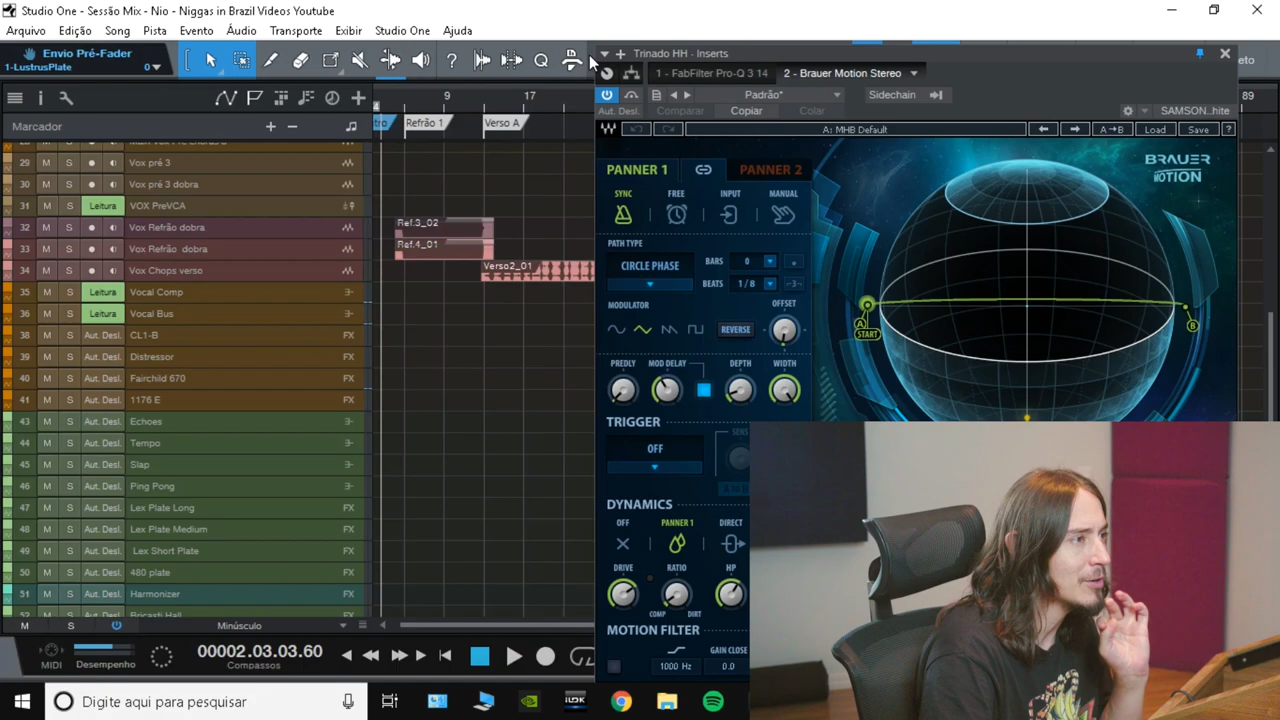 Studio One - Sessão Mix - Nio - Niggas in Brazil Videos Youtube
Arquivo Edição Song Pista Evento Áudio Transporte Exibir Studio One Ajuda
Envio Pré-Fader
1-LustrusPlate 0
Trinado HH - Inserts
1 - FabFilter Pro-Q 3 14 2 - Brauer Motion Stereo
Padrão* Sidechain
Aut. Desl. Comparar Copiar Colar SAMSON...hite
9 17 89
Refrão 1 Verso A
Marcador
A: MHB Default A→B Load Save ?
29 M S Vox pré 3
30 M S Vox pré 3 dobra
31 M S Leitura VOX PreVCA
32 M S Vox Refrão dobra
33 M S Vox Refrão dobra
34 M S Vox Chops verso
35 M S Leitura Vocal Comp
36 M S Leitura Vocal Bus
38 M S Aut. Desl. CL1-B FX
39 M S Aut. Desl. Distressor FX
40 M S Aut. Desl. Fairchild 670 FX
41 M S Aut. Desl. 1176 E FX
43 M S Aut. Desl. Echoes
44 M S Aut. Desl. Tempo
45 M S Aut. Desl. Slap
46 M S Aut. Desl. Ping Pong
47 M S Aut. Desl. Lex Plate Long FX
48 M S Aut. Desl. Lex Plate Medium FX
49 M S Aut. Desl. Lex Short Plate FX
50 M S Aut. Desl. 480 plate FX
51 M S Aut. Desl. Harmonizer FX
M S Minúsculo
Ref.3_02
Ref.4_01
Verso2_01
PANNER 1 PANNER 2
BRAUER
MOTION
SYNC FREE INPUT MANUAL
PATH TYPE
CIRCLE PHASE
BARS 0
BEATS 1/8 -3-
MODULATOR OFFSET
REVERSE
PREDLY MOD DELAY DEPTH WIDTH
A
START
B
TRIGGER
OFF
SENS
DYNAMICS
OFF PANNER 1 DIRECT
DRIVE RATIO HP
COMP DIRT
MOTION FILTER
GAIN CLOSE
1000 Hz 0.0
MIDI Desempenho 00002.03.03.60
Compassos
Digite aqui para pesquisar